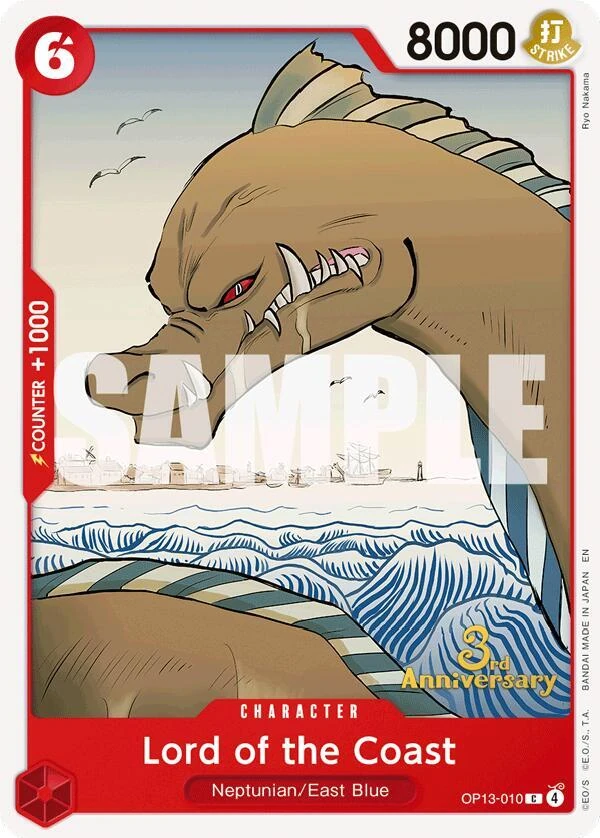 6
8000
打
STRIKE
Ryo Nakama
COUNTER +1000
SAMPLE
3rd
Anniversary
CHARACTER
Lord of the Coast
Neptunian/East Blue
OP13-010 C 4
©EO/S ©E.O./S., T.A. BANDAI MADE IN JAPAN EN